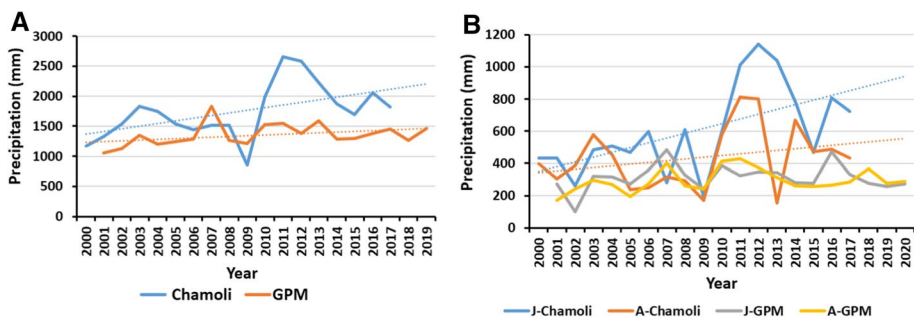 A
Precipitation (mm)
3000
2500
2000
1500
1000
500
0
2000 2001 2002 2003 2004 2005 2006 2007 2008 2009 2010 2011 2012 2013 2014 2015 2016 2017 2018 2019
Year
Chamoli GPM
B
Precipitation (mm)
1200
1000
800
600
400
200
0
2000 2001 2002 2003 2004 2005 2006 2007 2008 2009 2010 2011 2012 2013 2014 2015 2016 2017 2018 2019 2020
Year
J-Chamoli A-Chamoli J-GPM A-GPM